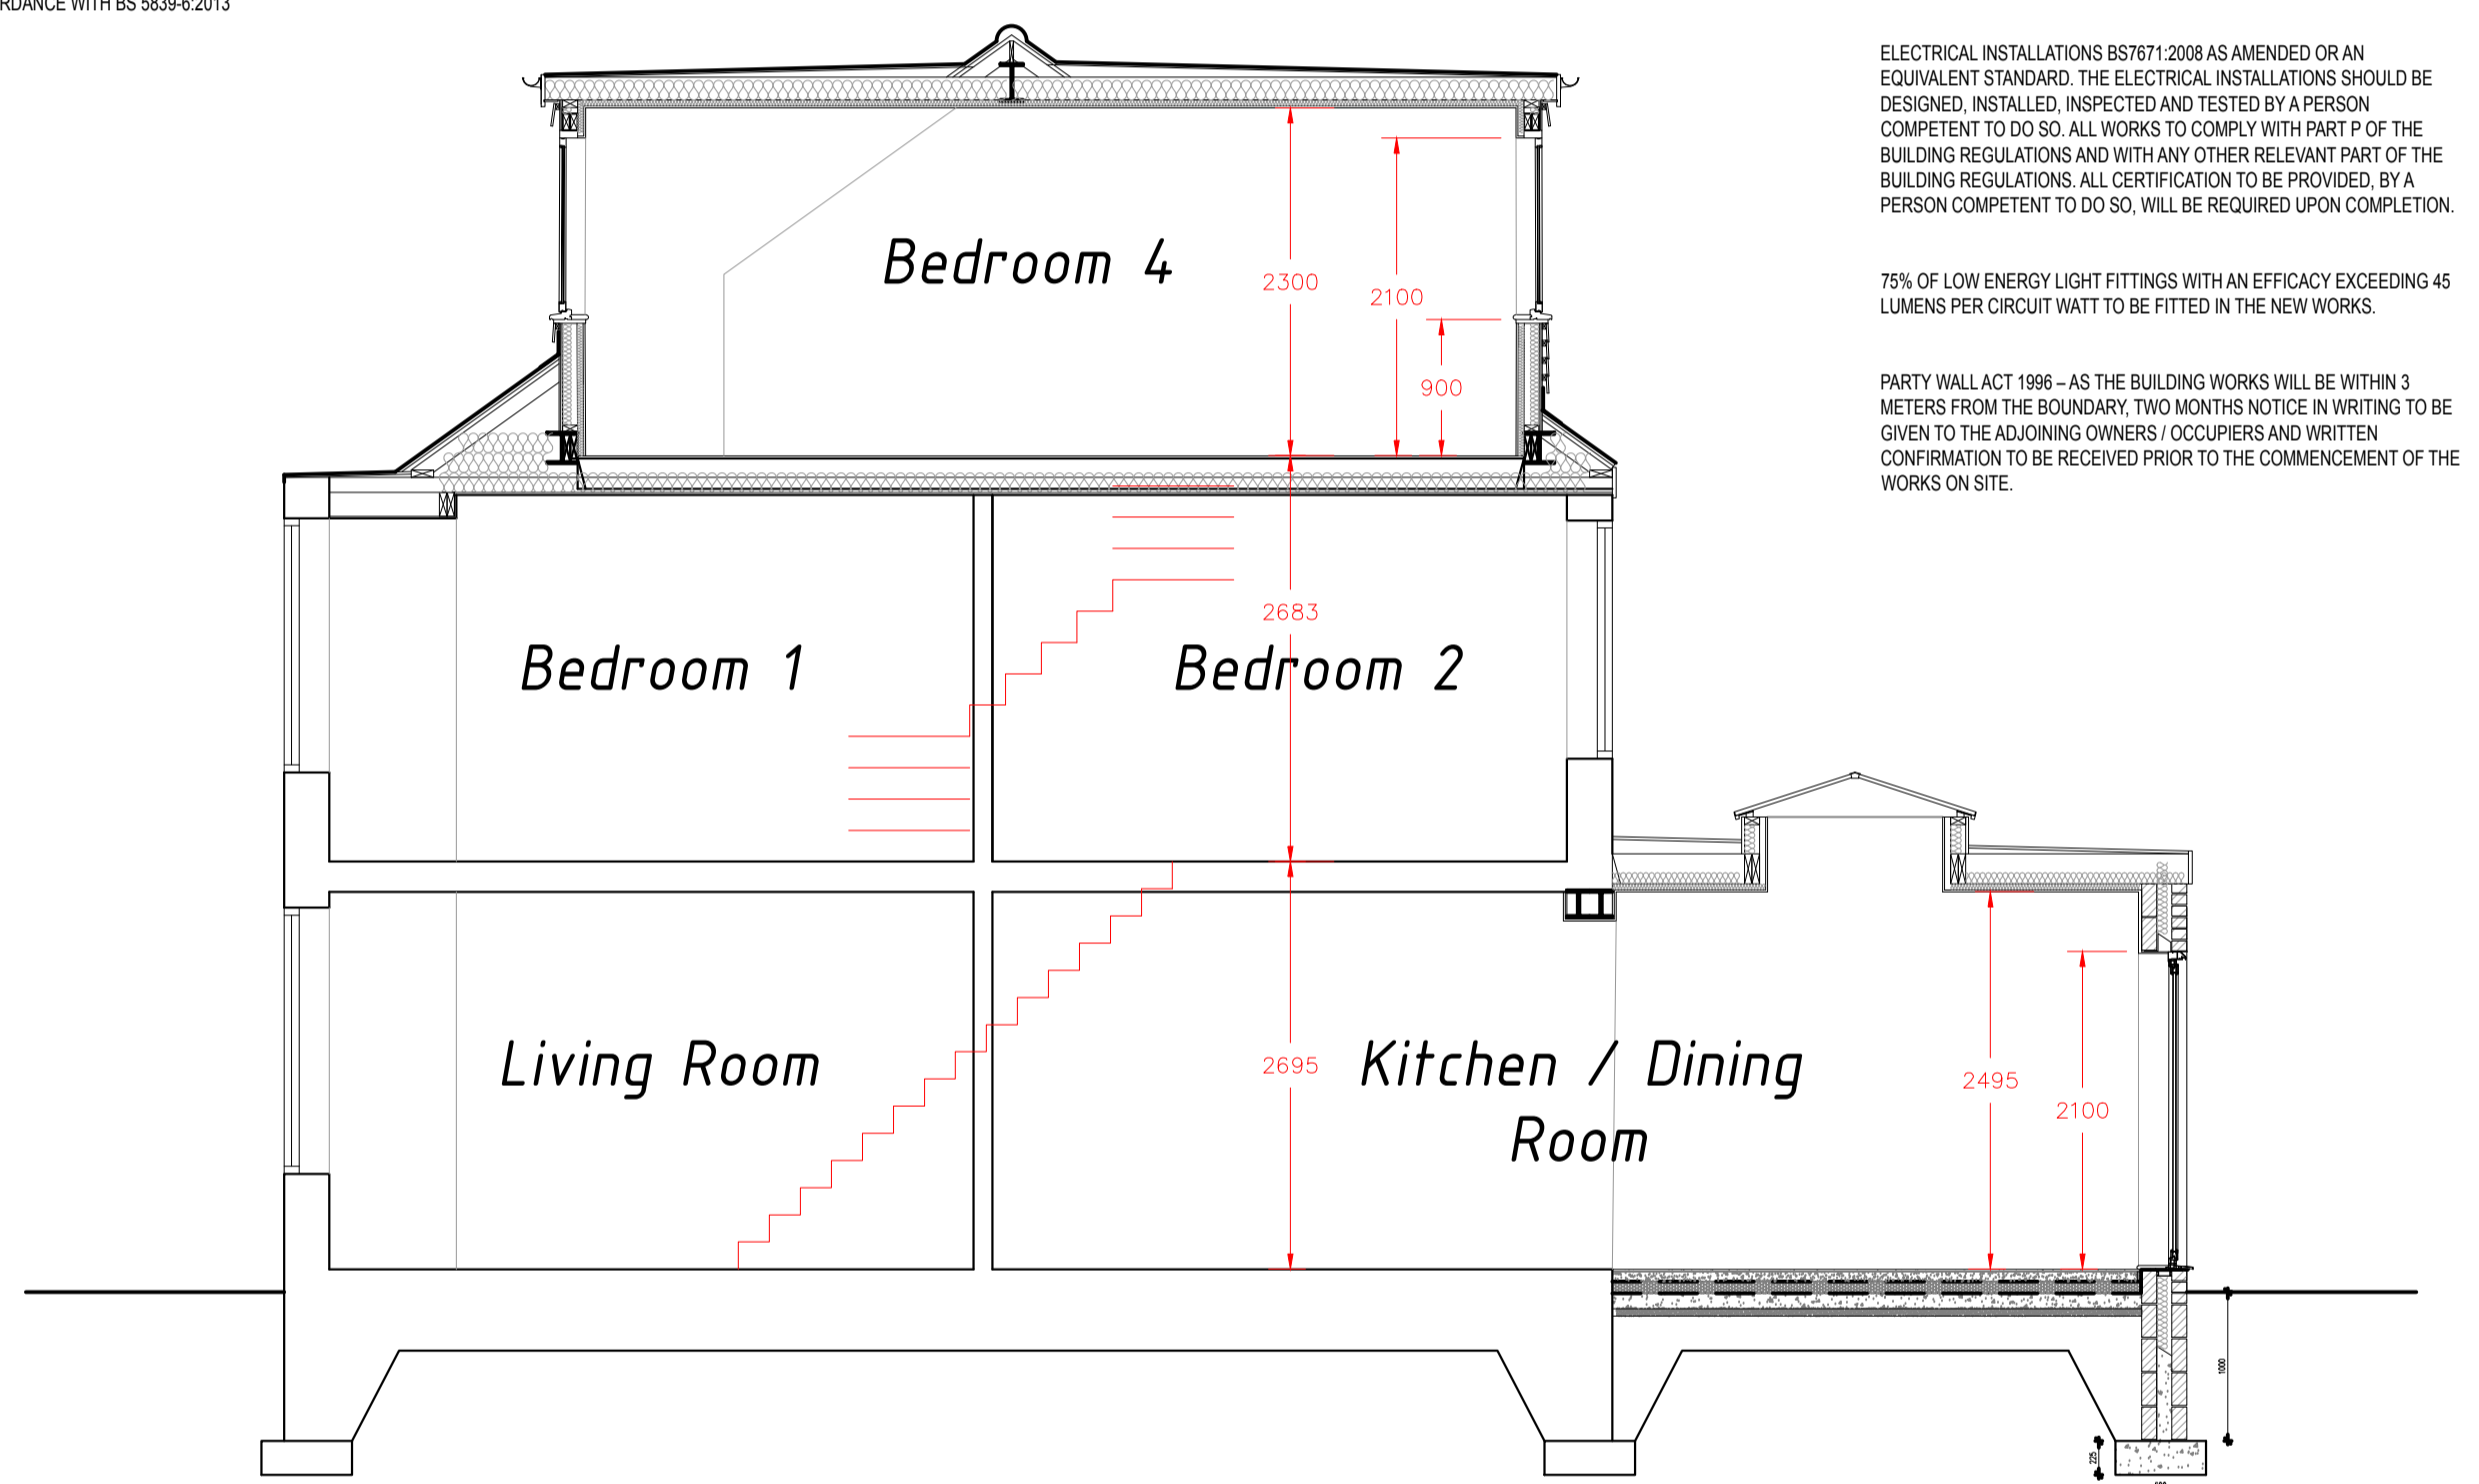 RDANCE WITH BS 5839-6:2013
ELECTRICAL INSTALLATIONS BS7671:2008 AS AMENDED OR AN
EQUIVALENT STANDARD. THE ELECTRICAL INSTALLATIONS SHOULD BE
DESIGNED, INSTALLED, INSPECTED AND TESTED BY A PERSON
COMPETENT TO DO SO. ALL WORKS TO COMPLY WITH PART P OF THE
BUILDING REGULATIONS AND WITH ANY OTHER RELEVANT PART OF THE
BUILDING REGULATIONS. ALL CERTIFICATION TO BE PROVIDED, BY A
PERSON COMPETENT TO DO SO, WILL BE REQUIRED UPON COMPLETION.
75% OF LOW ENERGY LIGHT FITTINGS WITH AN EFFICACY EXCEEDING 45
LUMENS PER CIRCUIT WATT TO BE FITTED IN THE NEW WORKS.
PARTY WALL ACT 1996 – AS THE BUILDING WORKS WILL BE WITHIN 3
METERS FROM THE BOUNDARY, TWO MONTHS NOTICE IN WRITING TO BE
GIVEN TO THE ADJOINING OWNERS / OCCUPIERS AND WRITTEN
CONFIRMATION TO BE RECEIVED PRIOR TO THE COMMENCEMENT OF THE
WORKS ON SITE.
Bedroom 4
2300
2100
900
Bedroom 1
Bedroom 2
2683
Living Room
Kitchen / Dining
Room
2695
2495
2100
1000
225